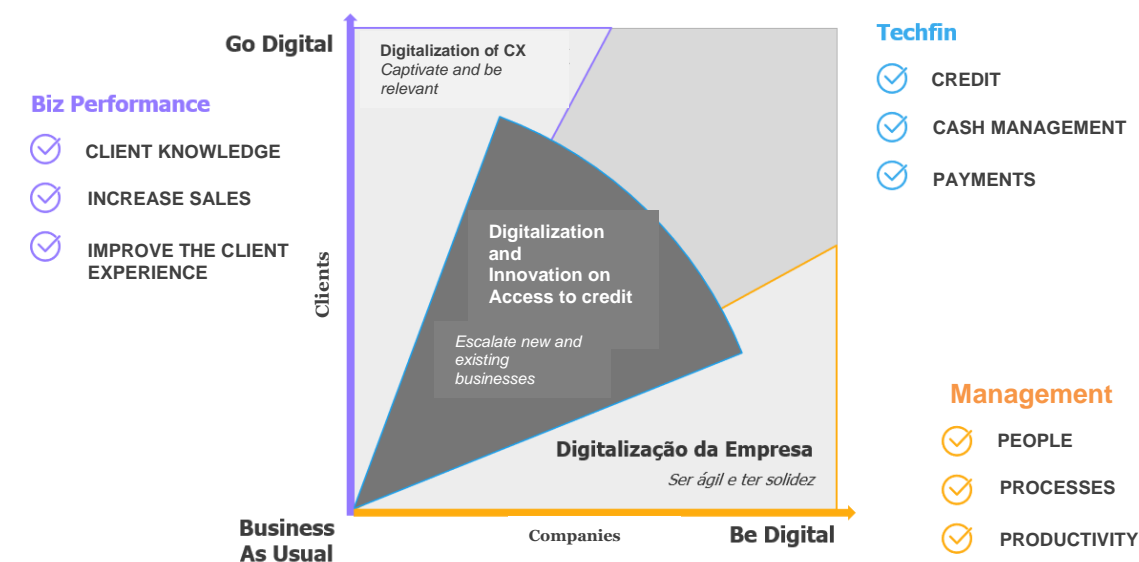 Go Digital
Digitalization of CX
Captivate and be
relevant
Techfin
CREDIT
CASH MANAGEMENT
PAYMENTS
Biz Performance
CLIENT KNOWLEDGE
INCREASE SALES
IMPROVE THE CLIENT
EXPERIENCE
Clients
Digitalization
and
Innovation on
Access to credit
Escalate new and
existing
businesses
Digitalização da Empresa
Ser ágil e ter solidez
Management
PEOPLE
PROCESSES
PRODUCTIVITY
Business
As Usual
Companies
Be Digital